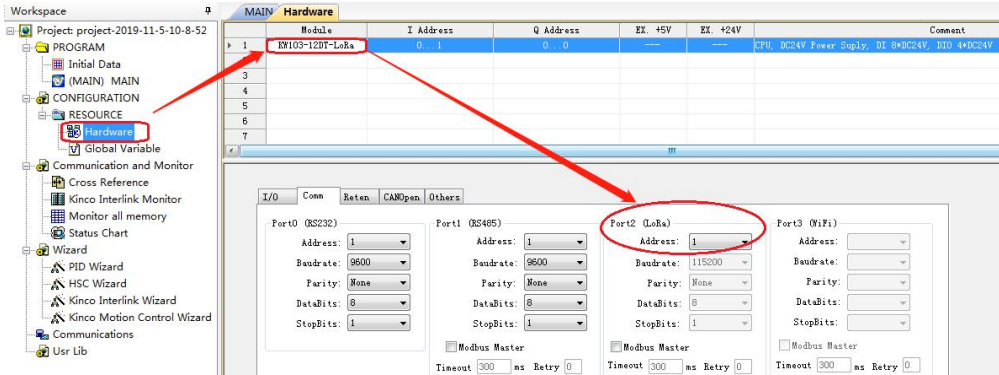 Workspace
MAIN Hardware
Project: project-2019-11-5-10-8-52
PROGRAM
Initial Data
(MAIN) MAIN
CONFIGURATION
RESOURCE
Hardware
Global Variable
Communication and Monitor
Cross Reference
Kinco Interlink Monitor
Monitor all memory
Status Chart
Wizard
PID Wizard
HSC Wizard
Kinco Interlink Wizard
Kinco Motion Control Wizard
Communications
Usr Lib
Module I Address Q Address EX. +5V EX. +24V Comment
1 KW103-12DT-LoRa 0...1 0...0 --- --- CPU, DC24V Power Suply, DI 8*DC24V, DIO 4*DC24V
3
4
5
6
7
I/O Comm Reten CANOpen Others
Port0 (RS232)
Address: 1
Baudrate: 9600
Parity: None
DataBits: 8
StopBits: 1
Port1 (RS485)
Address: 1
Baudrate: 9600
Parity: None
DataBits: 8
StopBits: 1
Modbus Master
Timeout 300 ms Retry 0
Port2 (LoRa)
Address: 1
Baudrate: 115200
Parity: None
DataBits: 8
StopBits: 1
Modbus Master
Timeout 300 ms Retry 0
Port3 (WiFi)
Address:
Baudrate:
Parity:
DataBits:
StopBits:
Modbus Master
Timeout 300 ms Retry 0